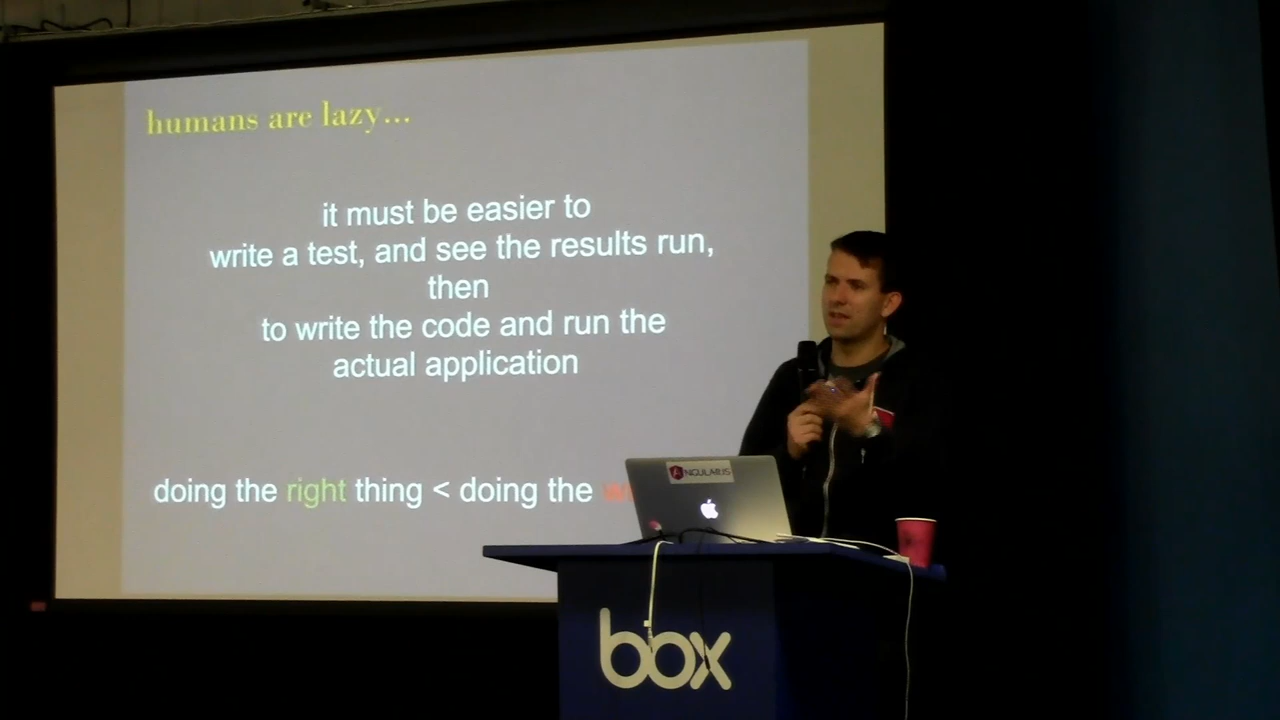 humans are lazy...
it must be easier to
write a test, and see the results run,
then
to write the code and run the
actual application
doing the right thing < doing the
ANGULARJS
box